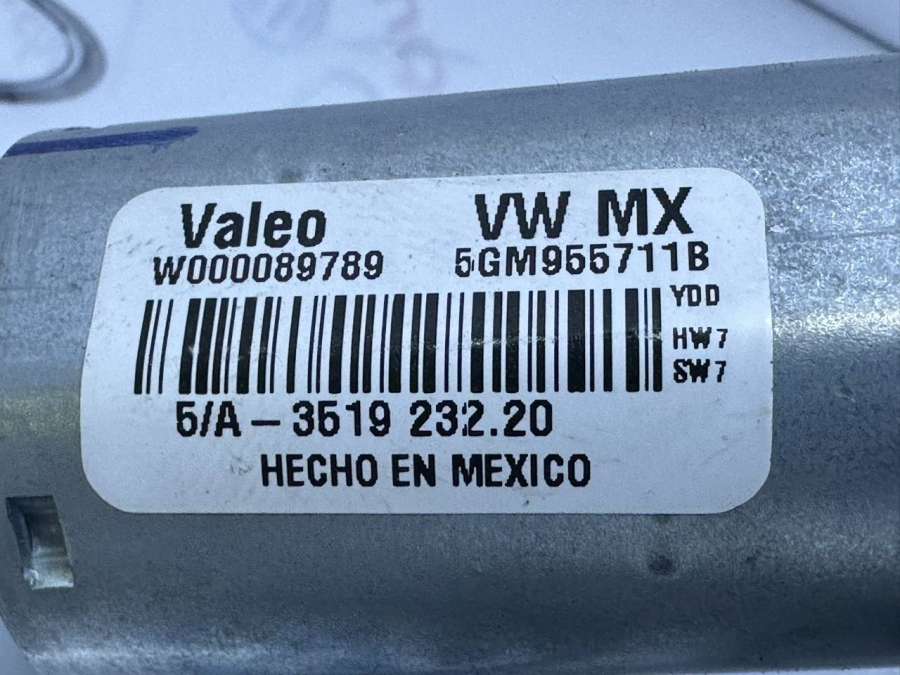 Valeo VW MX
W000089789 5GM955711B
YDD
HW7
SW7
5/A-3519 232.20
HECHO EN MEXICO